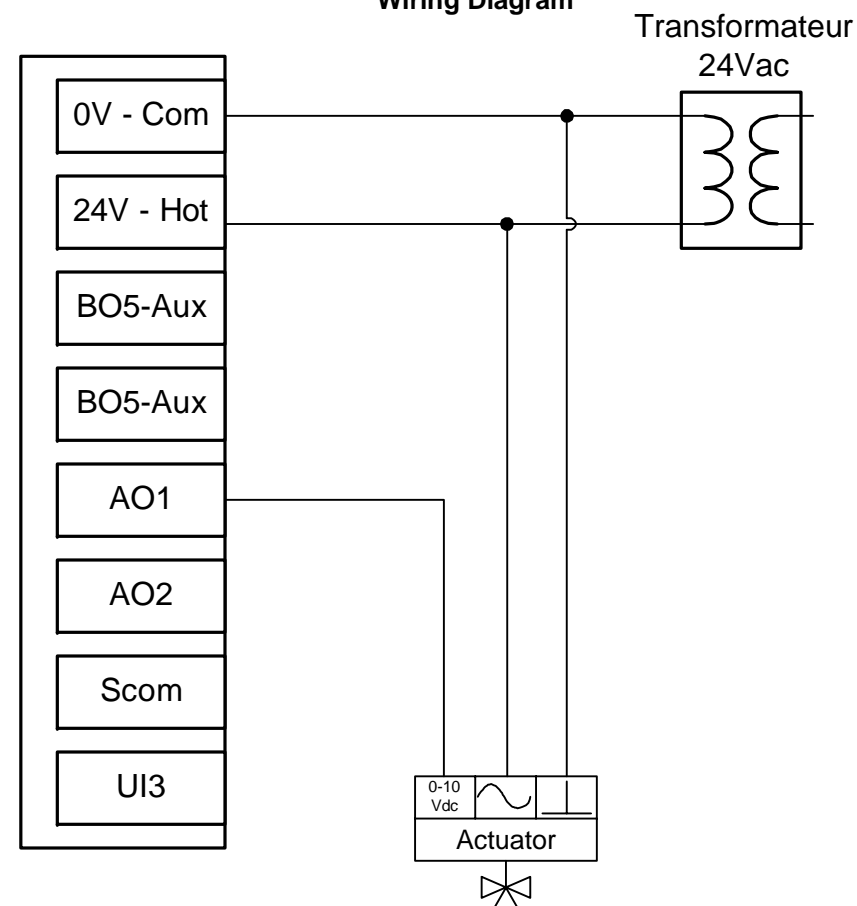 Wiring Diagram
Transformateur
24Vac
0V - Com
24V - Hot
BO5-Aux
BO5-Aux
AO1
AO2
Scom
UI3
0-10
Vdc
Actuator